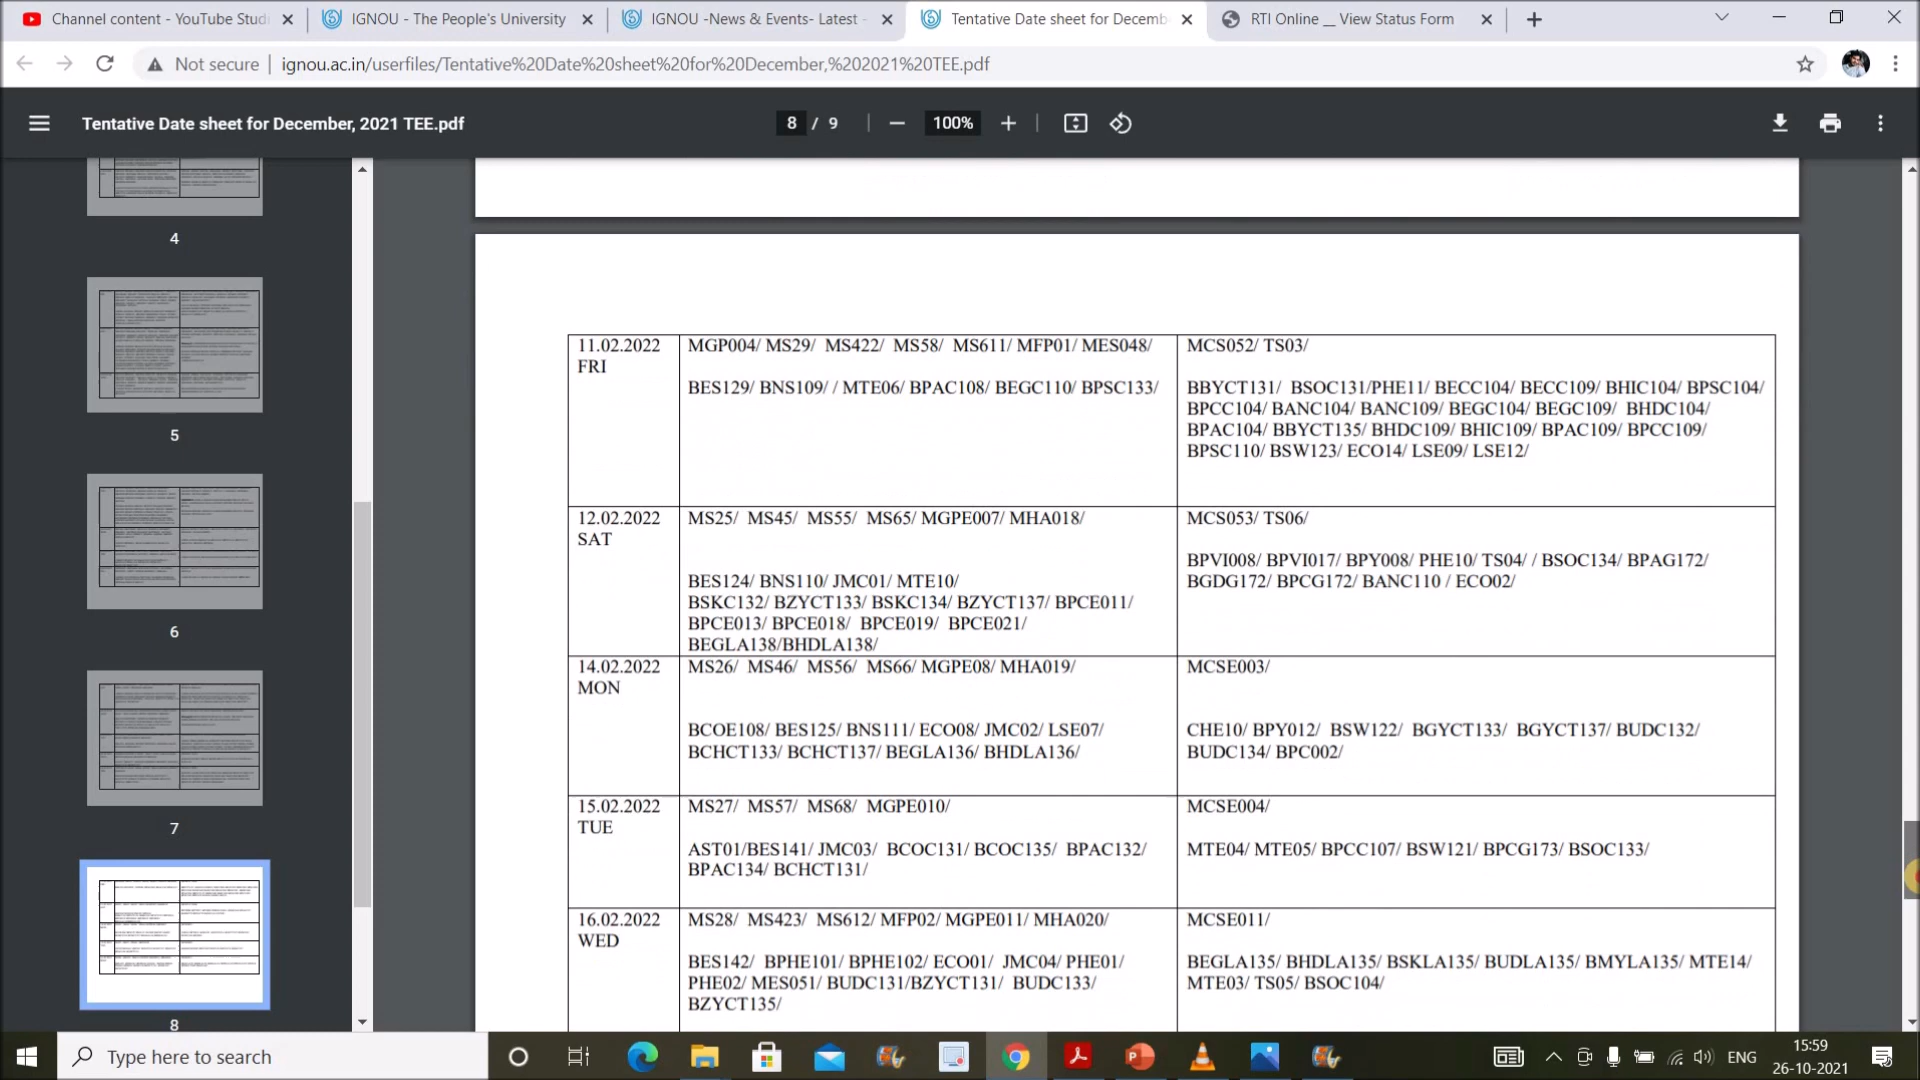 Channel content - YouTube Stud
IGNOU - The People's University
IGNOU -News & Events- Latest -
Tentative Date sheet for Decemb
RTI Online __ View Status Form
Not secure
ignou.ac.in/userfiles/Tentative%20Date%20sheet%20for%20December,%202021%20TEE.pdf
Tentative Date sheet for December, 2021 TEE.pdf
8 / 9
100%
4
5
6
7
8
11.02.2022
FRI
MGP004/ MS29/ MS422/ MS58/ MS611/ MFP01/ MES048/
BES129/ BNS109/ / MTE06/ BPAC108/ BEGC110/ BPSC133/
MCS052/ TS03/
BBYCT131/ BSOC131/PHE11/ BECC104/ BECC109/ BHIC104/ BPSC104/
BPCC104/ BANC104/ BANC109/ BEGC104/ BEGC109/ BHDC104/
BPAC104/ BBYCT135/ BHDC109/ BHIC109/ BPAC109/ BPCC109/
BPSC110/ BSW123/ ECO14/ LSE09/ LSE12/
12.02.2022
SAT
MS25/ MS45/ MS55/ MS65/ MGPE007/ MHA018/
BES124/ BNS110/ JMC01/ MTE10/
BSKC132/ BZYCT133/ BSKC134/ BZYCT137/ BPCE011/
BPCE013/ BPCE018/ BPCE019/ BPCE021/
BEGLA138/BHDLA138/
MCS053/ TS06/
BPVI008/ BPVI017/ BPY008/ PHE10/ TS04/ / BSOC134/ BPAG172/
BGDG172/ BPCG172/ BANC110 / ECO02/
14.02.2022
MON
MS26/ MS46/ MS56/ MS66/ MGPE08/ MHA019/
BCOE108/ BES125/ BNS111/ ECO08/ JMC02/ LSE07/
BCHCT133/ BCHCT137/ BEGLA136/ BHDLA136/
MCSE003/
CHE10/ BPY012/ BSW122/ BGYCT133/ BGYCT137/ BUDC132/
BUDC134/ BPC002/
15.02.2022
TUE
MS27/ MS57/ MS68/ MGPE010/
AST01/BES141/ JMC03/ BCOC131/ BCOC135/ BPAC132/
BPAC134/ BCHCT131/
MCSE004/
MTE04/ MTE05/ BPCC107/ BSW121/ BPCG173/ BSOC133/
16.02.2022
WED
MS28/ MS423/ MS612/ MFP02/ MGPE011/ MHA020/
BES142/ BPHE101/ BPHE102/ ECO01/ JMC04/ PHE01/
PHE02/ MES051/ BUDC131/BZYCT131/ BUDC133/
BZYCT135/
MCSE011/
BEGLA135/ BHDLA135/ BSKLA135/ BUDLA135/ BMYLA135/ MTE14/
MTE03/ TS05/ BSOC104/
Type here to search
ENG
15:59
26-10-2021